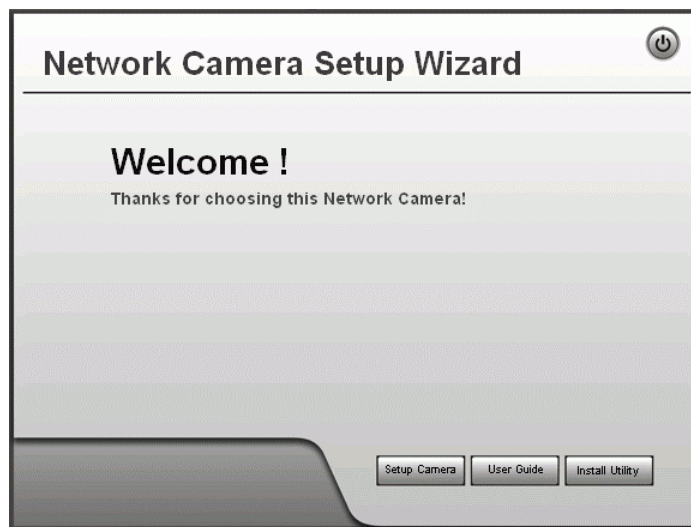 Network Camera Setup Wizard
Welcome !
Thanks for choosing this Network Camera!
Setup Camera
User Guide
Install Utility